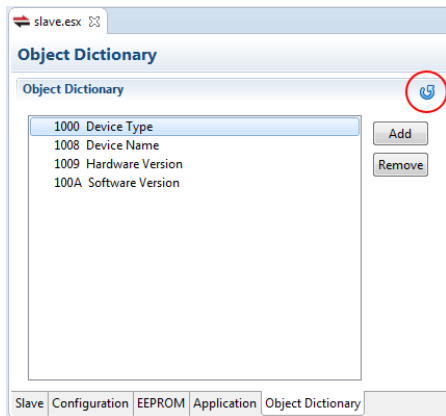 slave.esx
Object Dictionary
Object Dictionary
1000 Device Type
1008 Device Name
1009 Hardware Version
100A Software Version
Add
Remove
Slave Configuration EEPROM Application Object Dictionary